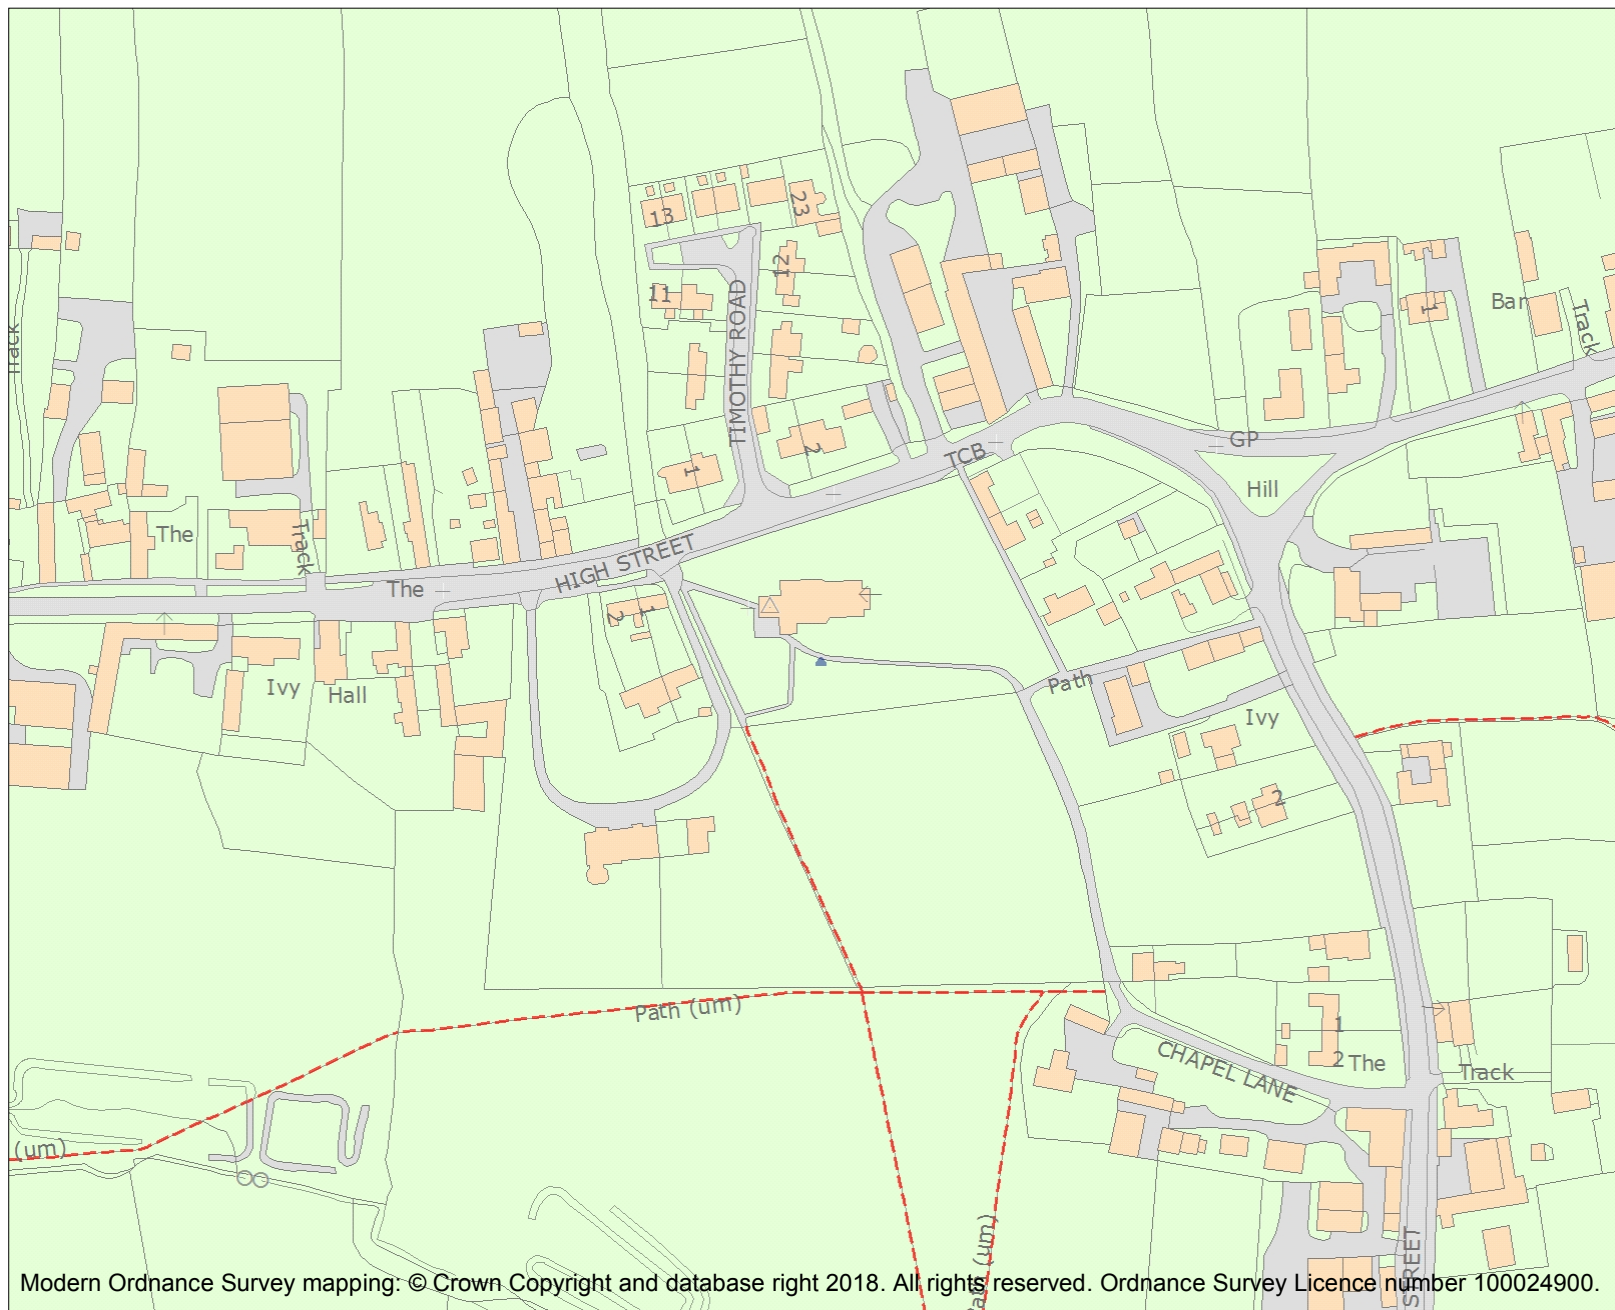 13
23
12
11
TIMOTHY ROAD
Track
1
Bar
Track
GP
TCB
2
1
Hill
The
Track
HIGH STREET
The
2
1
Path
Ivy
Hall
Ivy
2
Path (um)
1
2
The
CHAPEL LANE
Track
(um)
Path (um)
STREET
Modern Ordnance Survey mapping: © Crown Copyright and database right 2018. All rights reserved. Ordnance Survey Licence number 100024900.